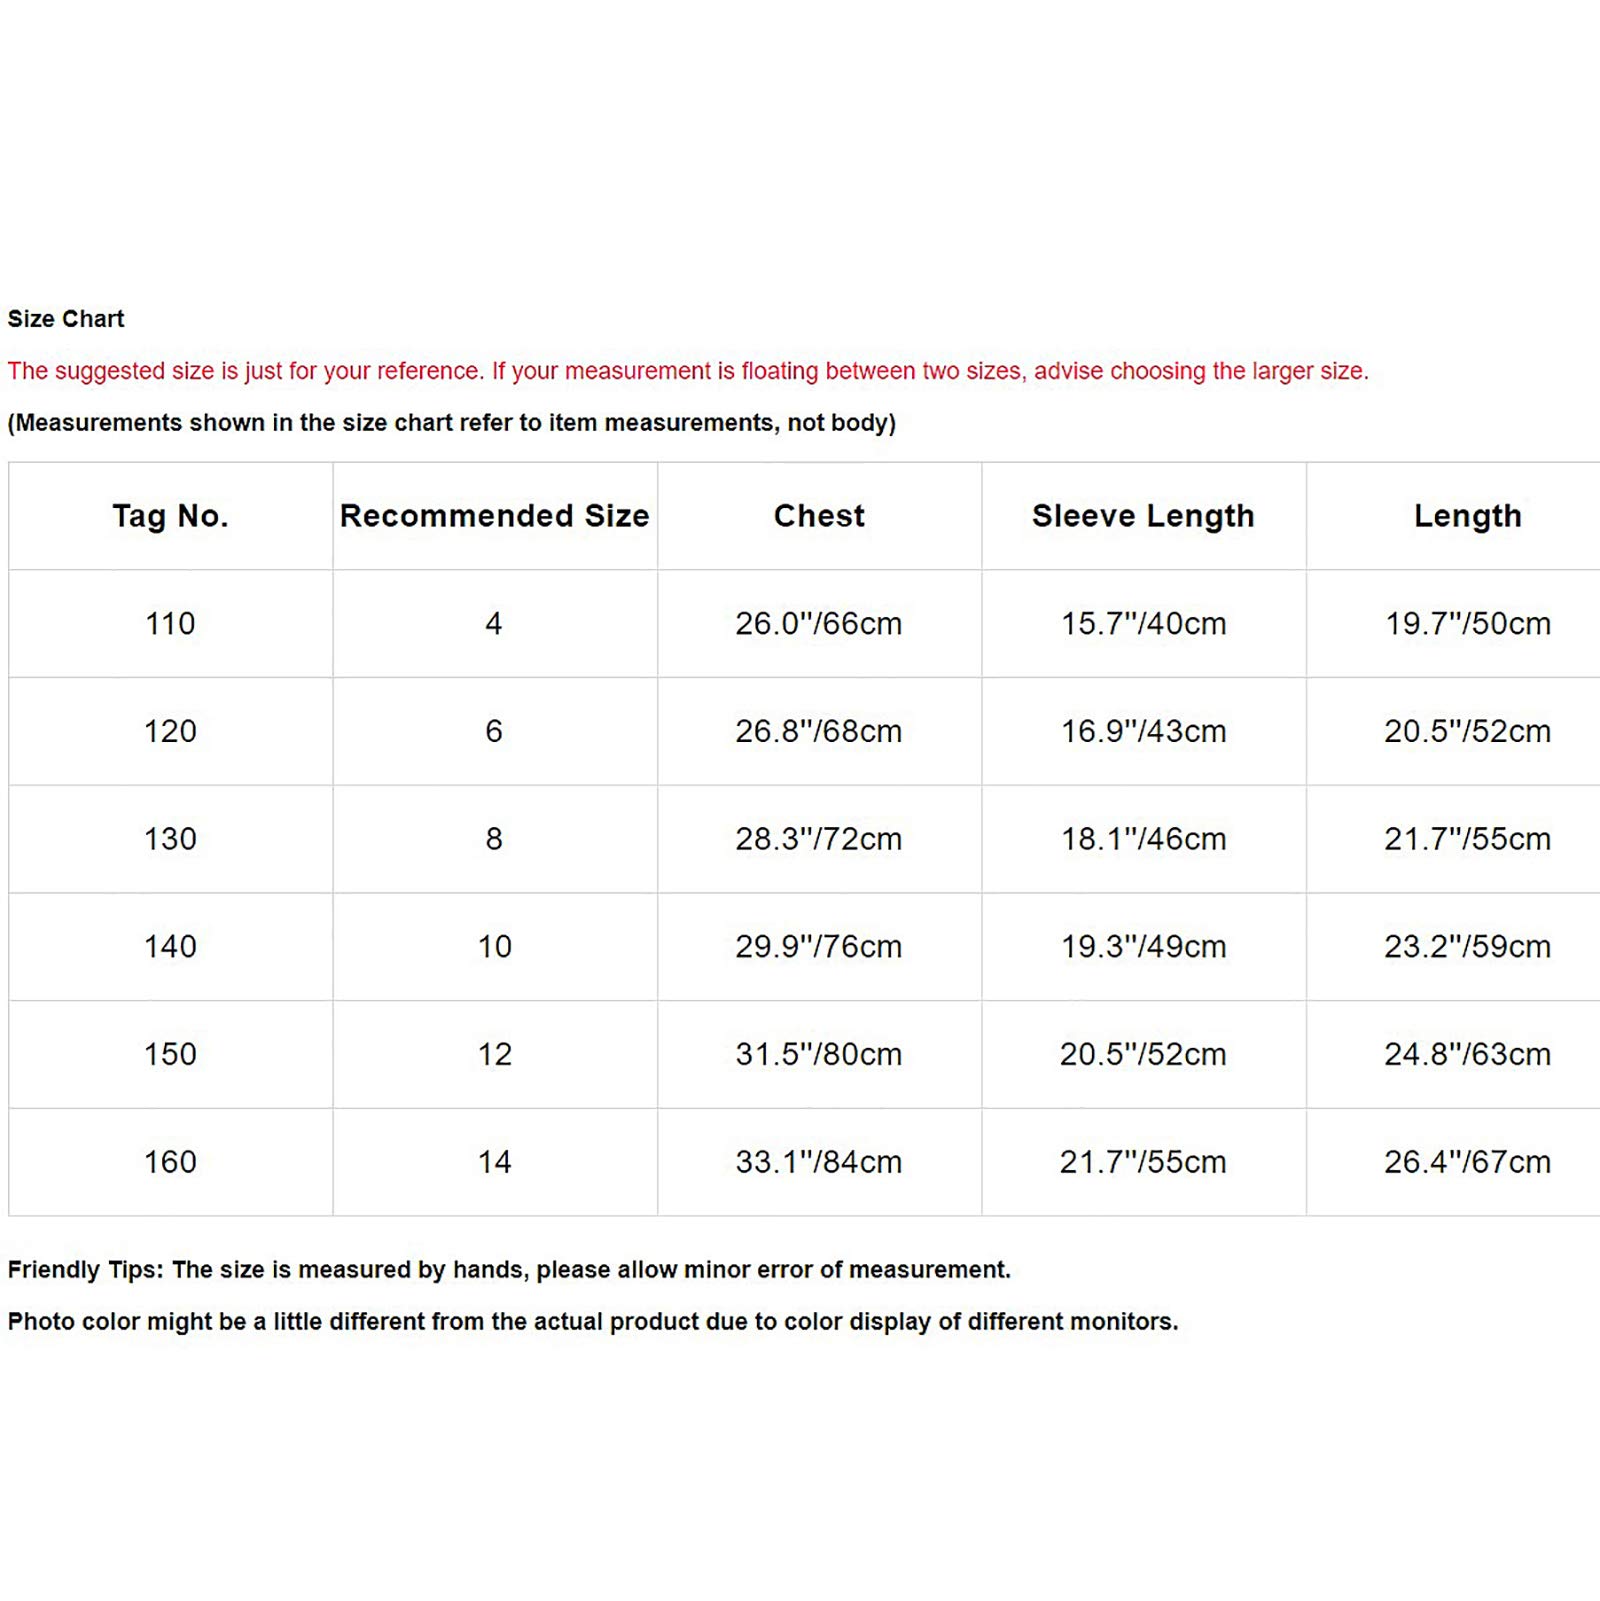 Size Chart
The suggested size is just for your reference. If your measurement is floating between two sizes, advise choosing the larger size.
(Measurements shown in the size chart refer to item measurements, not body)
Tag No. Recommended Size Chest Sleeve Length Length
110 4 26.0"/66cm 15.7"/40cm 19.7"/50cm
120 6 26.8"/68cm 16.9"/43cm 20.5"/52cm
130 8 28.3"/72cm 18.1"/46cm 21.7"/55cm
140 10 29.9"/76cm 19.3"/49cm 23.2"/59cm
150 12 31.5"/80cm 20.5"/52cm 24.8"/63cm
160 14 33.1"/84cm 21.7"/55cm 26.4"/67cm
Friendly Tips: The size is measured by hands, please allow minor error of measurement.
Photo color might be a little different from the actual product due to color display of different monitors.